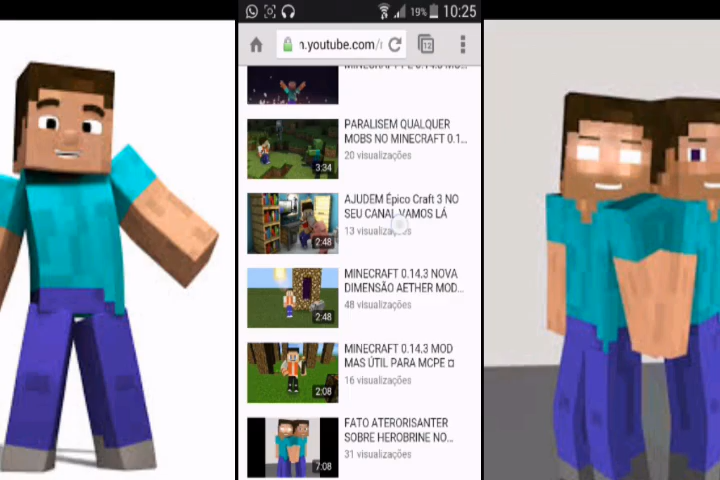 19% 10:25
n.youtube.com/
12
PARALISEM QUALQUER
MOBS NO MINECRAFT 0.1...
20 visualizações
3:34
AJUDEM Épico Craft 3 NO
SEU CANAL VAMOS LÁ
13 visualizações
2:48
MINECRAFT 0.14.3 NOVA
DIMENSÃO AETHER MOD...
48 visualizações
2:48
MINECRAFT 0.14.3 MOD
MAS ÚTIL PARA MCPE
16 visualizações
2:08
FATO ATERORISANTER
SOBRE HEROBRINE NO...
31 visualizações
7:08